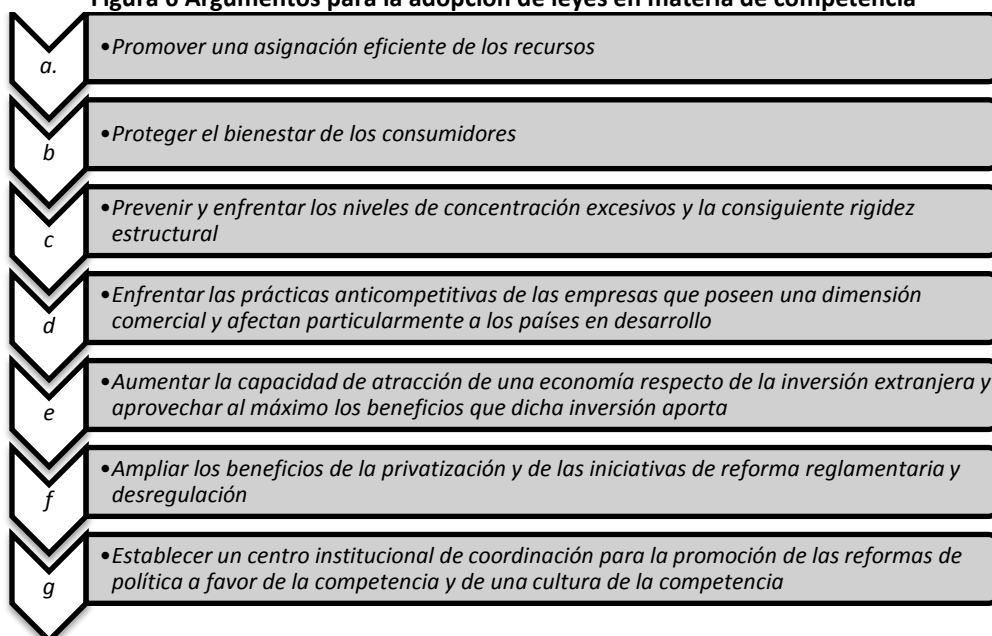 Figura 6 Argumentos para la adopción de leyes en materia de competencia
a.
•Promover una asignación eficiente de los recursos
b
•Proteger el bienestar de los consumidores
c
•Prevenir y enfrentar los niveles de concentración excesivos y la consiguiente rigidez
estructural
d
•Enfrentar las prácticas anticompetitivas de las empresas que poseen una dimensión
comercial y afectan particularmente a los países en desarrollo
e
•Aumentar la capacidad de atracción de una economía respecto de la inversión extranjera y
aprovechar al máximo los beneficios que dicha inversión aporta
f
•Ampliar los beneficios de la privatización y de las iniciativas de reforma reglamentaria y
desregulación
g
•Establecer un centro institucional de coordinación para la promoción de las reformas de
política a favor de la competencia y de una cultura de la competencia